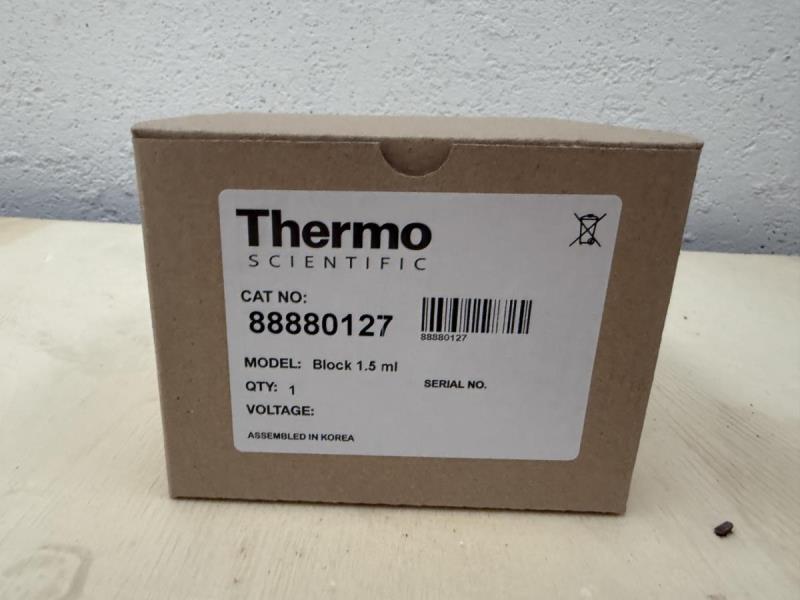 Thermo
SCIENTIFIC
CAT NO:
88880127
88880127
MODEL: Block 1.5 ml
QTY: 1
SERIAL NO.
VOLTAGE:
ASSEMBLED IN KOREA